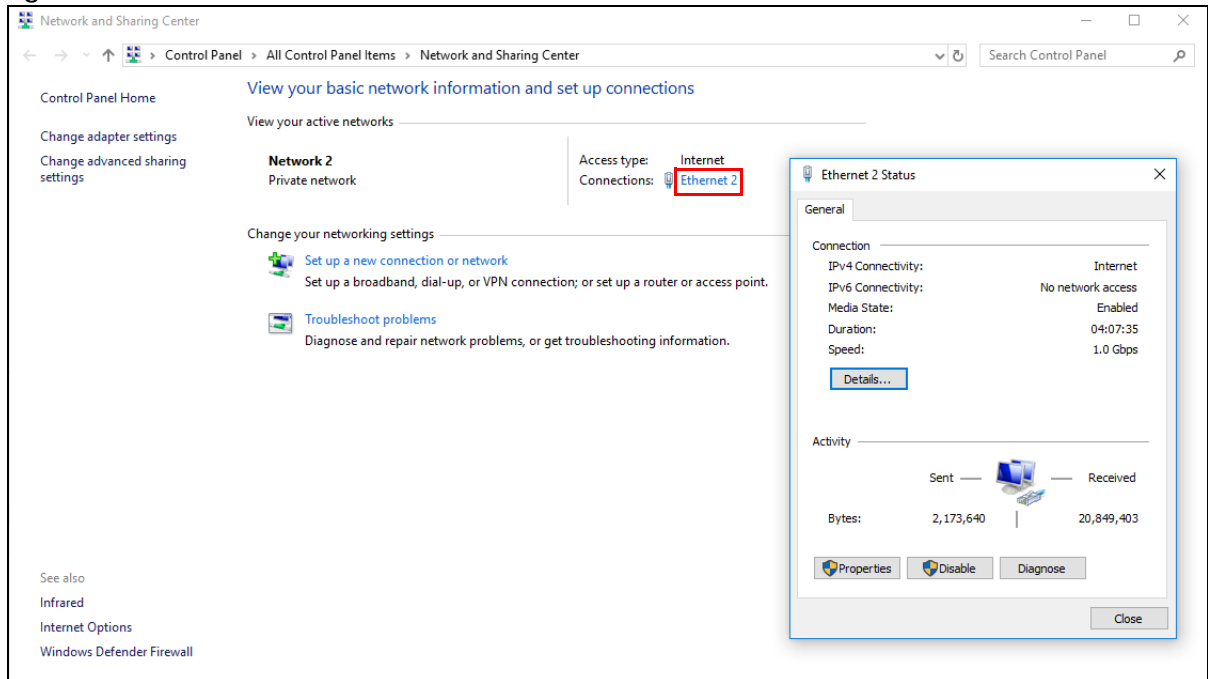 Network and Sharing Center
Control Panel > All Control Panel Items > Network and Sharing Center
Search Control Panel
Control Panel Home
Change adapter settings
Change advanced sharing
settings
See also
Infrared
Internet Options
Windows Defender Firewall
View your basic network information and set up connections
View your active networks
Network 2
Private network
Access type: Internet
Connections: Ethernet 2
Change your networking settings
Set up a new connection or network
Set up a broadband, dial-up, or VPN connection; or set up a router or access point.
Troubleshoot problems
Diagnose and repair network problems, or get troubleshooting information.
Ethernet 2 Status
General
Connection
IPv4 Connectivity: Internet
IPv6 Connectivity: No network access
Media State: Enabled
Duration: 04:07:35
Speed: 1.0 Gbps
Details...
Activity
Sent Received
Bytes: 2,173,640 20,849,403
Properties Disable Diagnose
Close